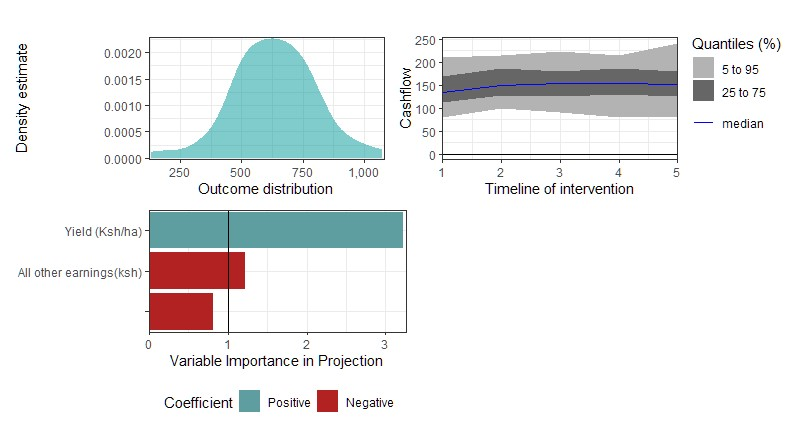 Density estimate
0.0020
0.0015
0.0010
0.0005
0.0000
250 500 750 1,000
Outcome distribution
Cashflow
250
200
150
100
50
0
1 2 3 4 5
Timeline of intervention
Quantiles (%)
5 to 95
25 to 75
median
Yield (Ksh/ha)
All other earnings(ksh)
0 1 2 3
Variable Importance in Projection
Coefficient Positive Negative